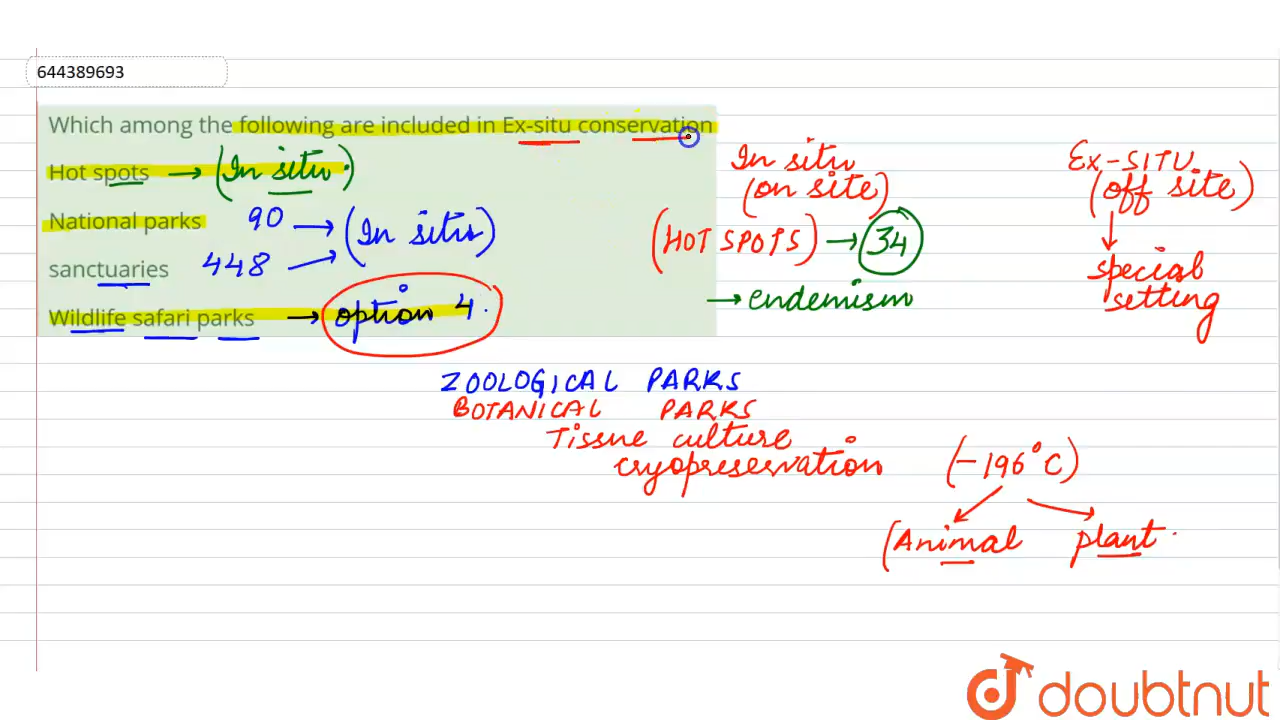 644389693
Which among the following are included in Ex-situ conservation
Hot spots → (In situ)
National parks 90 → (In situ)
sanctuaries 448
Wildlife safari parks → option 4.
In situ
(on site)
(HOT SPOTS) → 34
→ endemism
EX-SITU
(off site)
special
setting
ZOOLOGICAL PARKS
BOTANICAL PARKS
Tissue culture
cryopreservation (-196°C)
(Animal plant
doubtnut